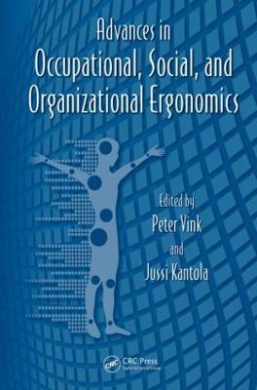 Advances in
Occupational, Social, and
Organizational Ergonomics
Edited by
Peter Vink
and
Jussi Kantola
CRC Press
Taylor & Francis Group